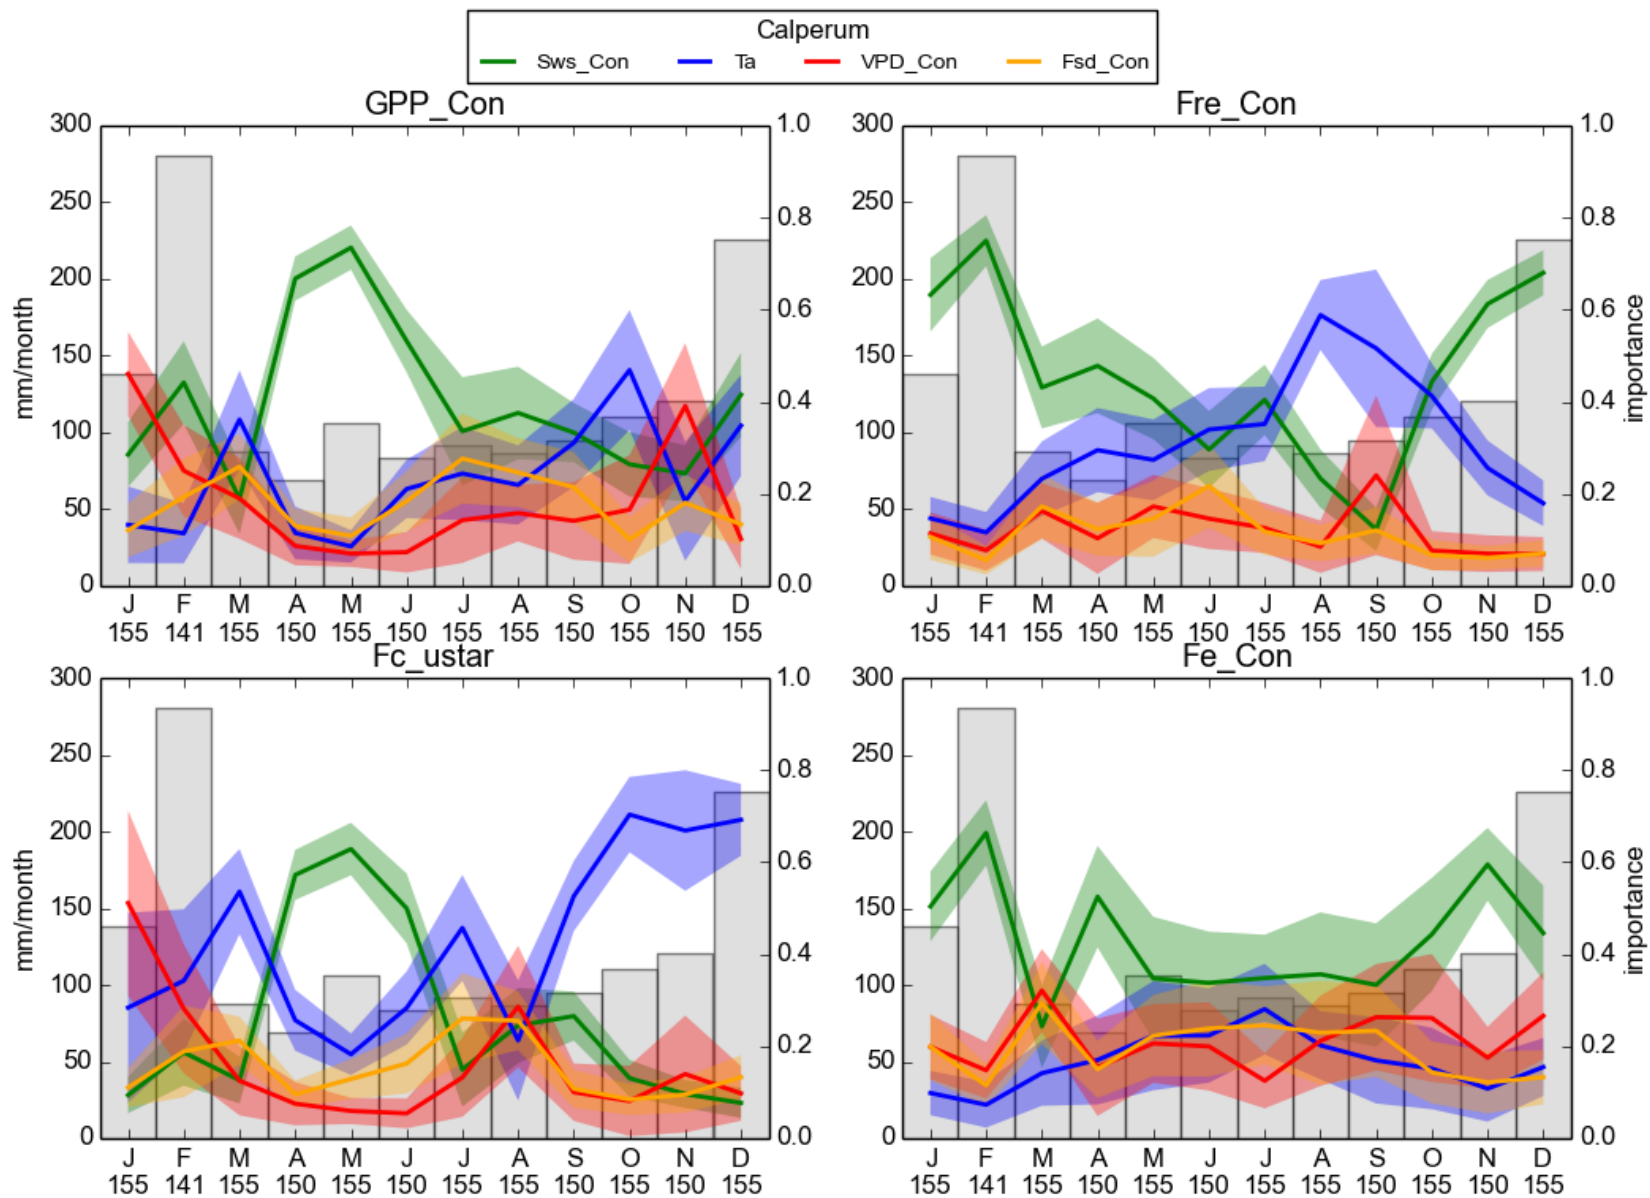 Calperum
Sws_Con Ta VPD_Con Fsd_Con
GPP_Con Fre_Con
300 1.0 300 1.0
250 250
0.8 0.8
200 200
0.6 0.6
150 150
mm/month importance
0.4 0.4
100 100
0.2 0.2
50 50
0 0.0 0 0.0
J F M A M J J A S O N D J F M A M J J A S O N D
155 141 155 150 155 150 155 155 150 155 150 155 155 141 155 150 155 150 155 155 150 155 150 155
Fc_ustar Fe_Con
300 1.0 300 1.0
250 250
0.8 0.8
200 200
0.6 0.6
150 150
mm/month importance
0.4 0.4
100 100
0.2 0.2
50 50
0 0.0 0 0.0
J F M A M J J A S O N D J F M A M J J A S O N D
155 141 155 150 155 150 155 155 150 155 150 155 155 141 155 150 155 150 155 155 150 155 150 155